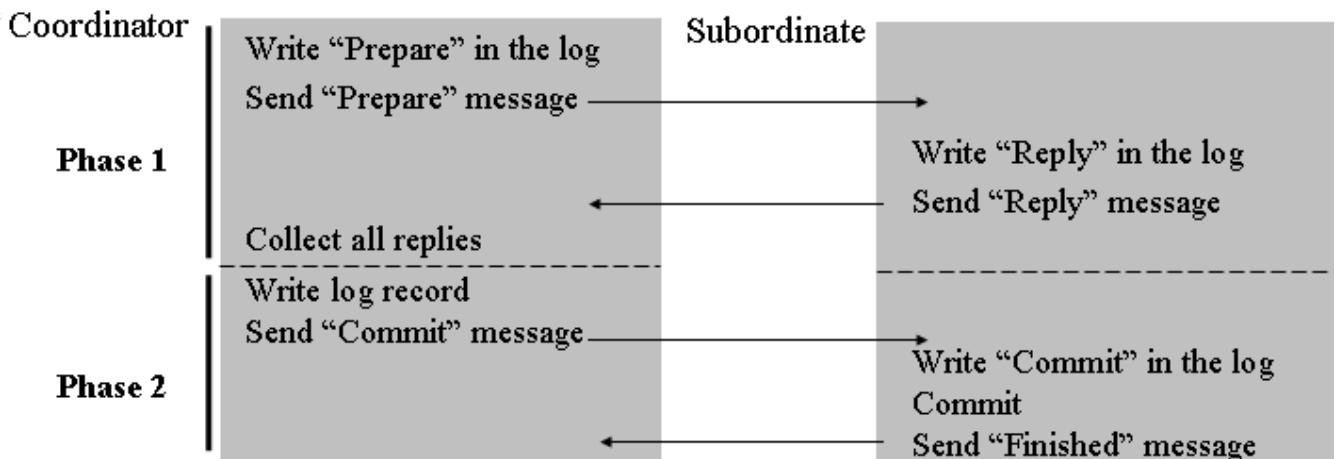 Coordinator
Write “Prepare” in the log
Send “Prepare” message
Subordinate
Phase 1
Write “Reply” in the log
Send “Reply” message
Collect all replies
Write log record
Send “Commit” message
Phase 2
Write “Commit” in the log
Commit
Send “Finished” message